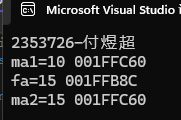 Microsoft Visual Studio
2353726-付煜超
ma1=10 001FFC60
fa=15 001FFB8C
ma2=15 001FFC60